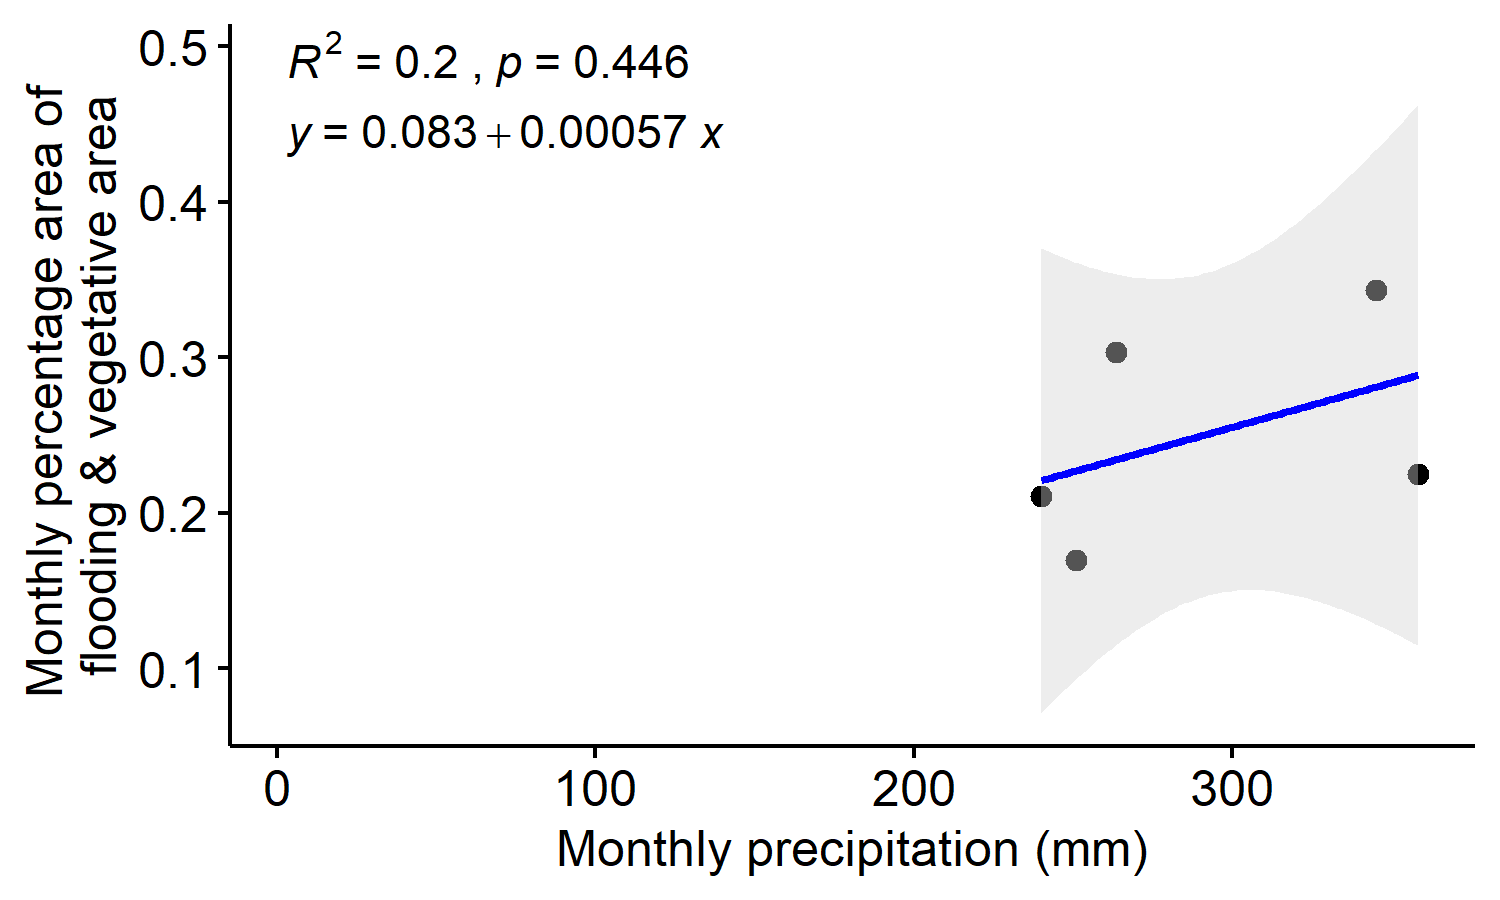 R² = 0.2 , p = 0.446
y = 0.083 + 0.00057 x
Monthly percentage area of
flooding & vegetative area
0.5
0.4
0.3
0.2
0.1
0 100 200 300
Monthly precipitation (mm)